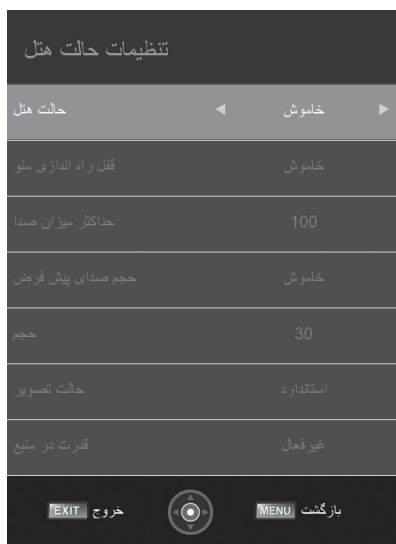 تنظیمات حالت هتل
حالت هتل ◀ خاموش ▶
قفل راه اندازی منو خاموش
حداکثر میزان صدا 100
حجم صدای پیش فرض خاموش
حجم 30
حالت تصویر استاندارد
قدرت در منبع غیرفعال
بازگشت MENU خروج EXIT